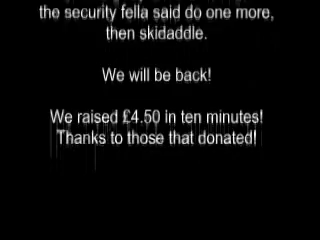 the security fella said do one more,
then skidaddle.
We will be back!
We raised £4.50 in ten minutes!
Thanks to those that donated!